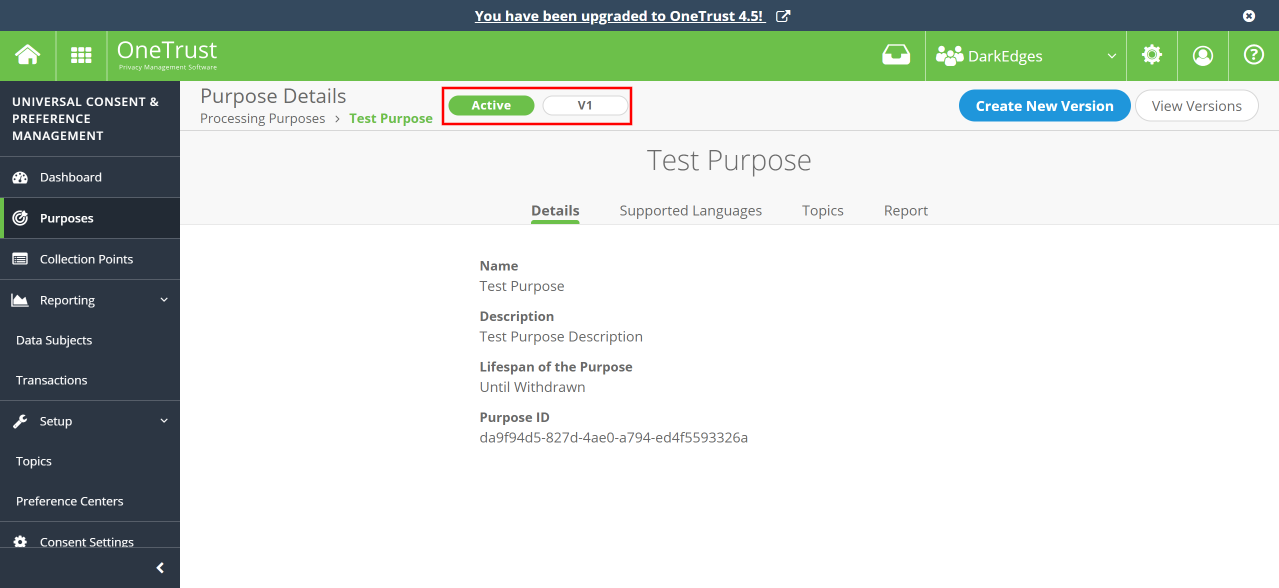 You have been upgraded to OneTrust 4.5!
OneTrust
Privacy Management Software
DarkEdges
UNIVERSAL CONSENT &
PREFERENCE
MANAGEMENT
Dashboard
Purposes
Collection Points
Reporting
Data Subjects
Transactions
Setup
Topics
Preference Centers
Consent Settings
Purpose Details
Processing Purposes > Test Purpose
Active
V1
Create New Version
View Versions
Test Purpose
Details Supported Languages Topics Report
Name
Test Purpose
Description
Test Purpose Description
Lifespan of the Purpose
Until Withdrawn
Purpose ID
da9f94d5-827d-4ae0-a794-ed4f5593326a